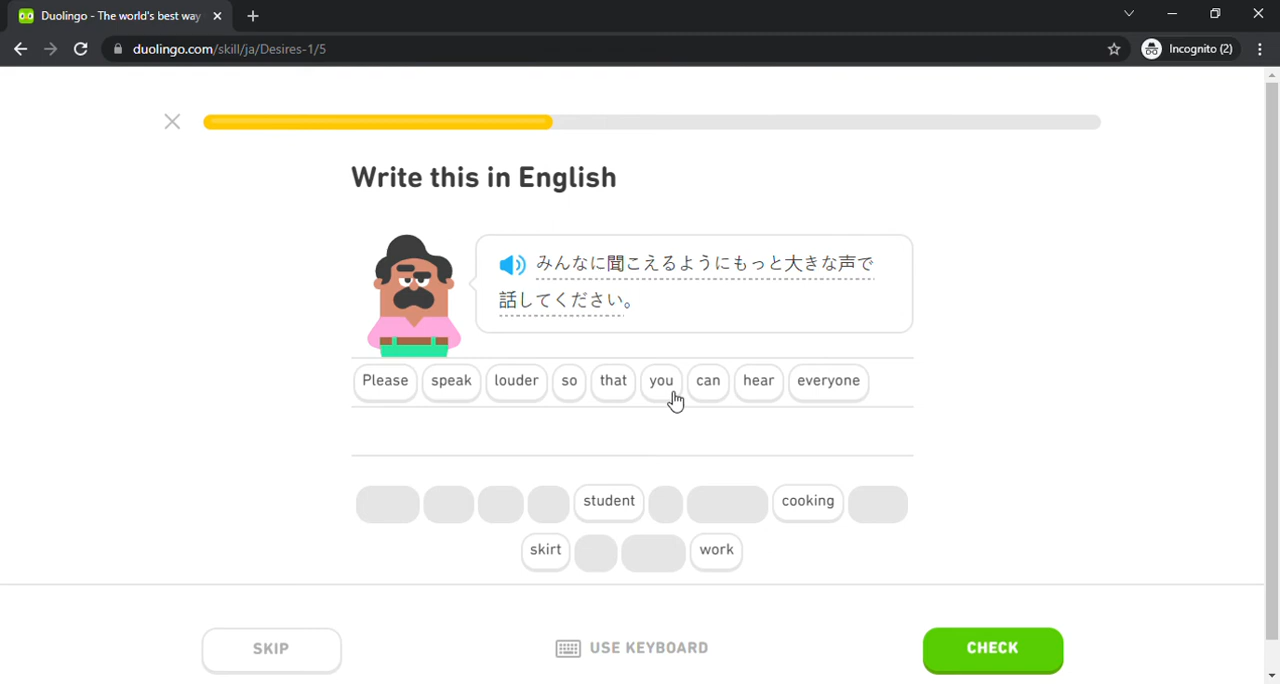 Duolingo - The world's best way
duolingo.com/skill/ja/Desires-1/5
Incognito (2)
Write this in English
みんなに聞こえるようにもっと大きな声で
話してください。
Please speak louder so that you can hear everyone
student cooking
skirt work
SKIP
USE KEYBOARD
CHECK